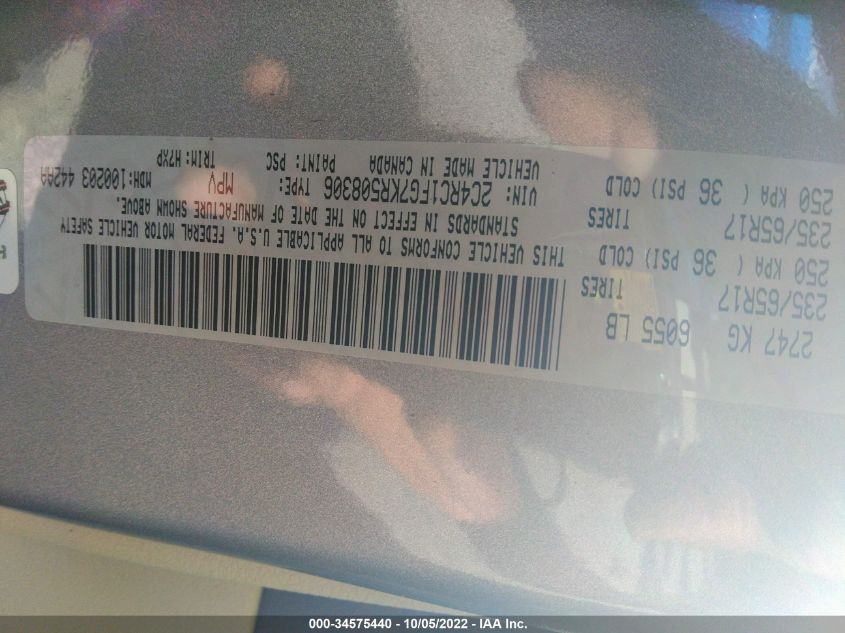 2747 KG 6055 LB
235/65R17 TIRES
250 KPA ( 36 PSI) COLD
235/65R17 TIRES
250 KPA ( 36 PSI) COLD
THIS VEHICLE CONFORMS TO ALL APPLICABLE U.S.A. FEDERAL MOTOR VEHICLE SAFETY
STANDARDS IN EFFECT ON THE DATE OF MANUFACTURE SHOWN ABOVE.
VIN: 2C4RC1FG7KR508306 TYPE: MPV MDH:100203 442AA
VEHICLE MADE IN CANADA PAINT: PSC TRIM: H7XP
000-34575440 - 10/05/2022 - IAA Inc.